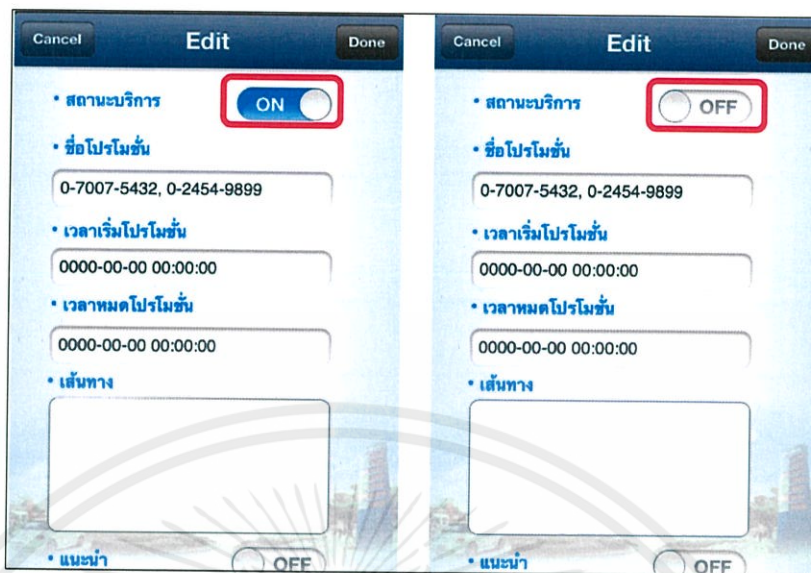 Cancel Edit Done
• สถานะบริการ ON
• ชื่อโปรโมชั่น
0-7007-5432, 0-2454-9899
• เวลาเริ่มโปรโมชั่น
0000-00-00 00:00:00
• เวลาหมดโปรโมชั่น
0000-00-00 00:00:00
• เส้นทาง
• แนะนำ OFF
Cancel Edit Done
• สถานะบริการ OFF
• ชื่อโปรโมชั่น
0-7007-5432, 0-2454-9899
• เวลาเริ่มโปรโมชั่น
0000-00-00 00:00:00
• เวลาหมดโปรโมชั่น
0000-00-00 00:00:00
• เส้นทาง
• แนะนำ OFF